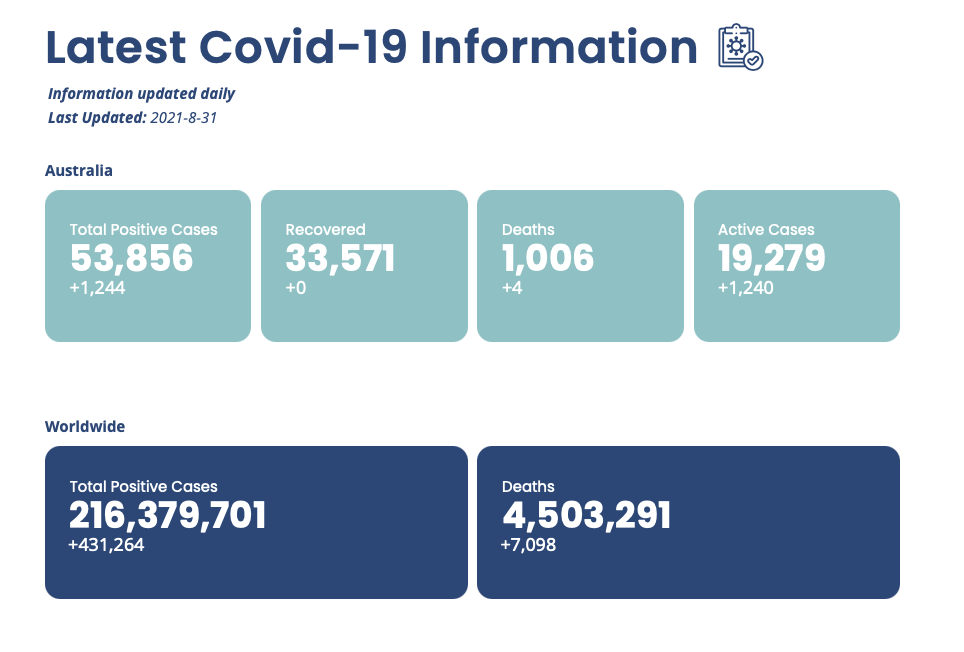 Latest Covid-19 Information
Information updated daily
Last Updated: 2021-8-31
Australia
Total Positive Cases
53,856
+1,244
Recovered
33,571
+0
Deaths
1,006
+4
Active Cases
19,279
+1,240
Worldwide
Total Positive Cases
216,379,701
+431,264
Deaths
4,503,291
+7,098